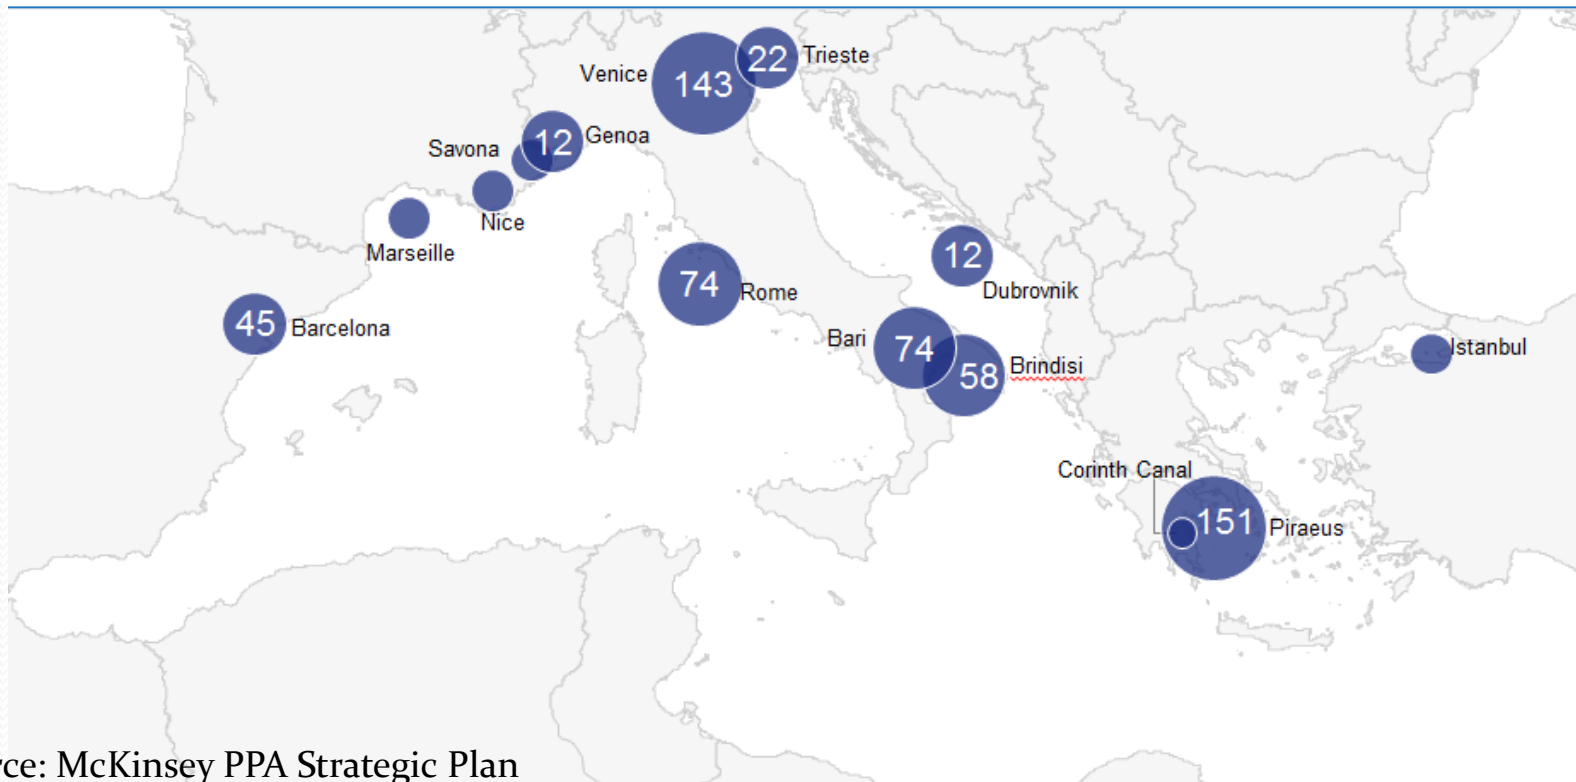 22 Trieste
Venice 143
12 Genoa
Savona
Nice
Marseille
12
Dubrovnik
74 Rome
45 Barcelona
Bari 74
58 Brindisi
Istanbul
Corinth Canal
151 Piraeus
rce: McKinsey PPA Strategic Plan